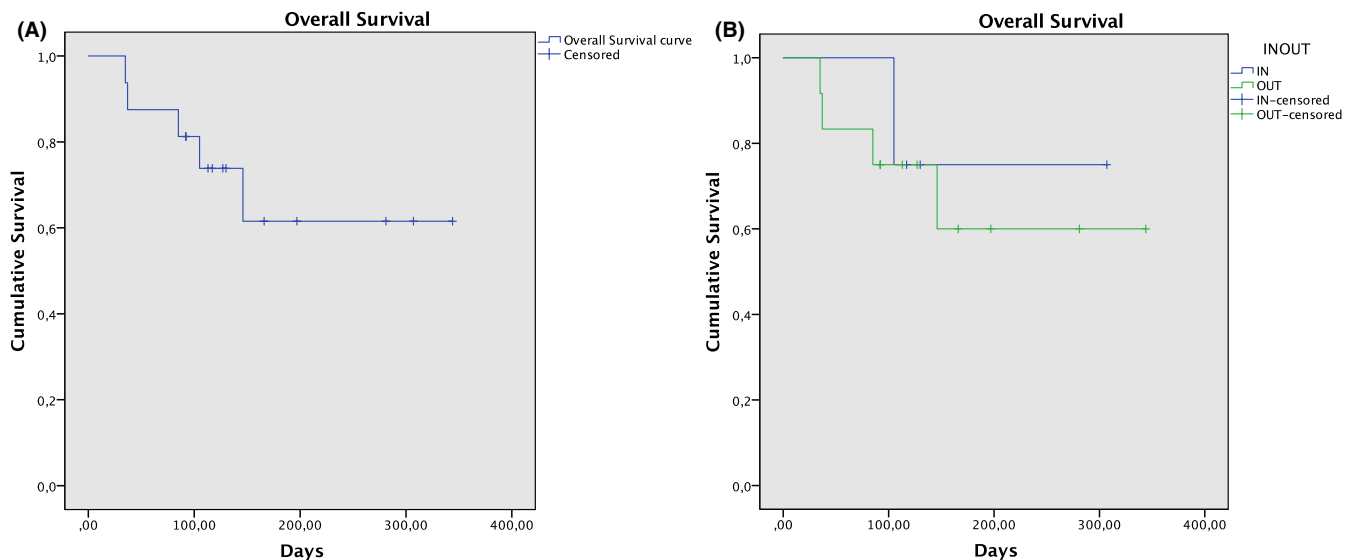 (A)
Overall Survival
Overall Survival curve
Censored
1,0
0,8
0,6
0,4
0,2
0,0
Cumulative Survival
,00
100,00
200,00
300,00
400,00
Days
(B)
Overall Survival
INOUT
IN
OUT
IN-censored
OUT-censored
1,0
0,8
0,6
0,4
0,2
0,0
Cumulative Survival
,00
100,00
200,00
300,00
400,00
Days